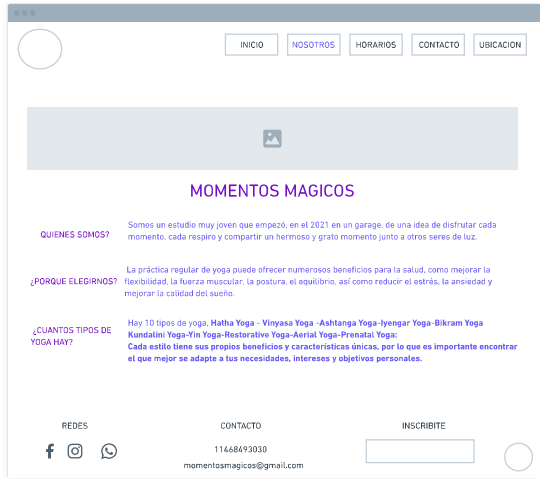 INICIO
NOSOTROS
HORARIOS
CONTACTO
UBICACION
MOMENTOS MAGICOS
QUIENES SOMOS?
Somos un estudio muy joven que empezó, en el 2021 en un garage, de una idea de disfrutar cada
momento, cada respiro y compartir un hermoso y grato momento junto a otros seres de luz.
¿PORQUE ELEGIRNOS?
La práctica regular de yoga puede ofrecer numerosos beneficios para la salud, como mejorar la
flexibilidad, la fuerza muscular, la postura, el equilibrio, así como reducir el estrés, la ansiedad y
mejorar la calidad del sueño.
¿CUANTOS TIPOS DE
YOGA HAY?
Hay 10 tipos de yoga, Hatha Yoga - Vinyasa Yoga -Ashtanga Yoga-Iyengar Yoga-Bikram Yoga
Kundalini Yoga-Yin Yoga-Restorative Yoga-Aerial Yoga-Prenatal Yoga:
Cada estilo tiene sus propios beneficios y características únicas, por lo que es importante encontrar
el que mejor se adapte a tus necesidades, intereses y objetivos personales.
REDES
CONTACTO
11468493030
momentosmagicos@gmail.com
INSCRIBITE